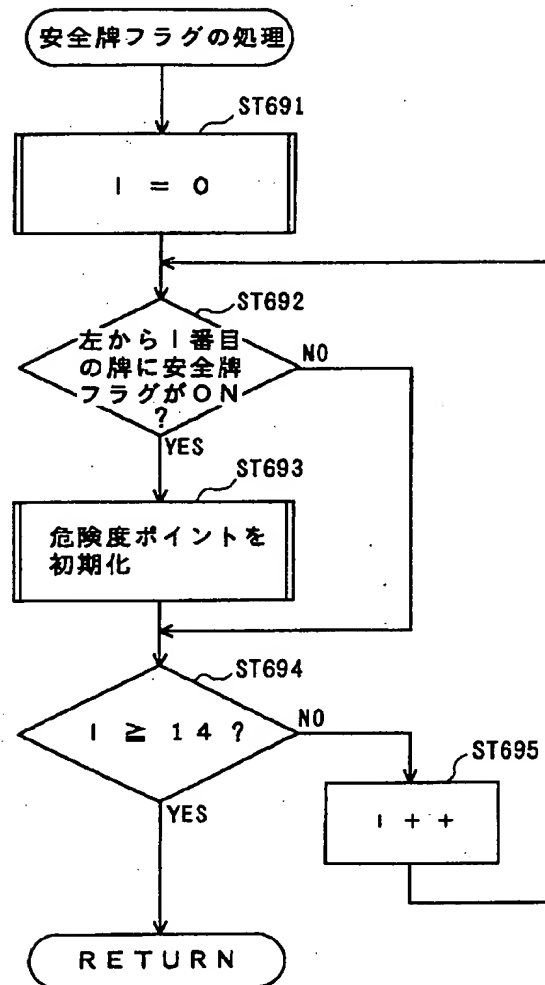 安全牌フラグの処理
ST691
I = 0
ST692
左からI番目
の牌に安全牌
フラグがON
?
NO
YES
ST693
危険度ポイントを
初期化
ST694
I ≧ 14 ?
NO
YES
ST695
I + +
RETURN